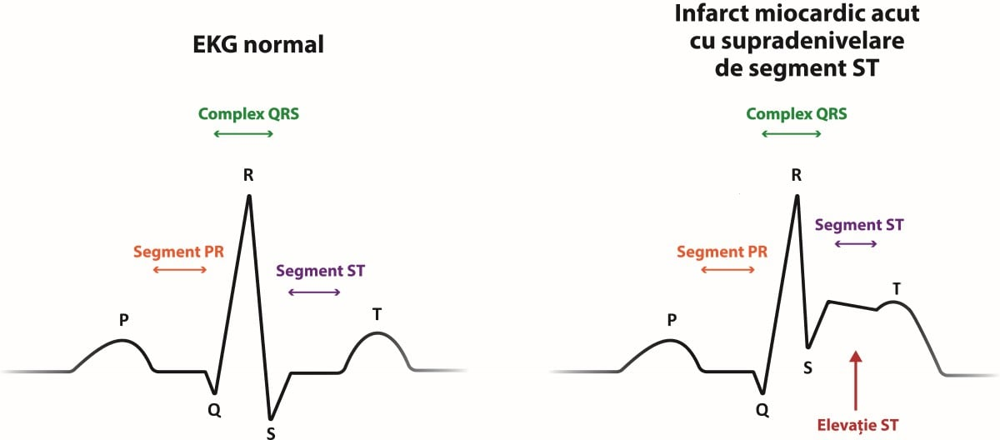 EKG normal
Complex QRS
R
Segment PR
Segment ST
P
T
Q
S
Infarct miocardic acut
cu supradenivelare
de segment ST
Complex QRS
R
Segment ST
Segment PR
T
P
S
Q
Elevație ST